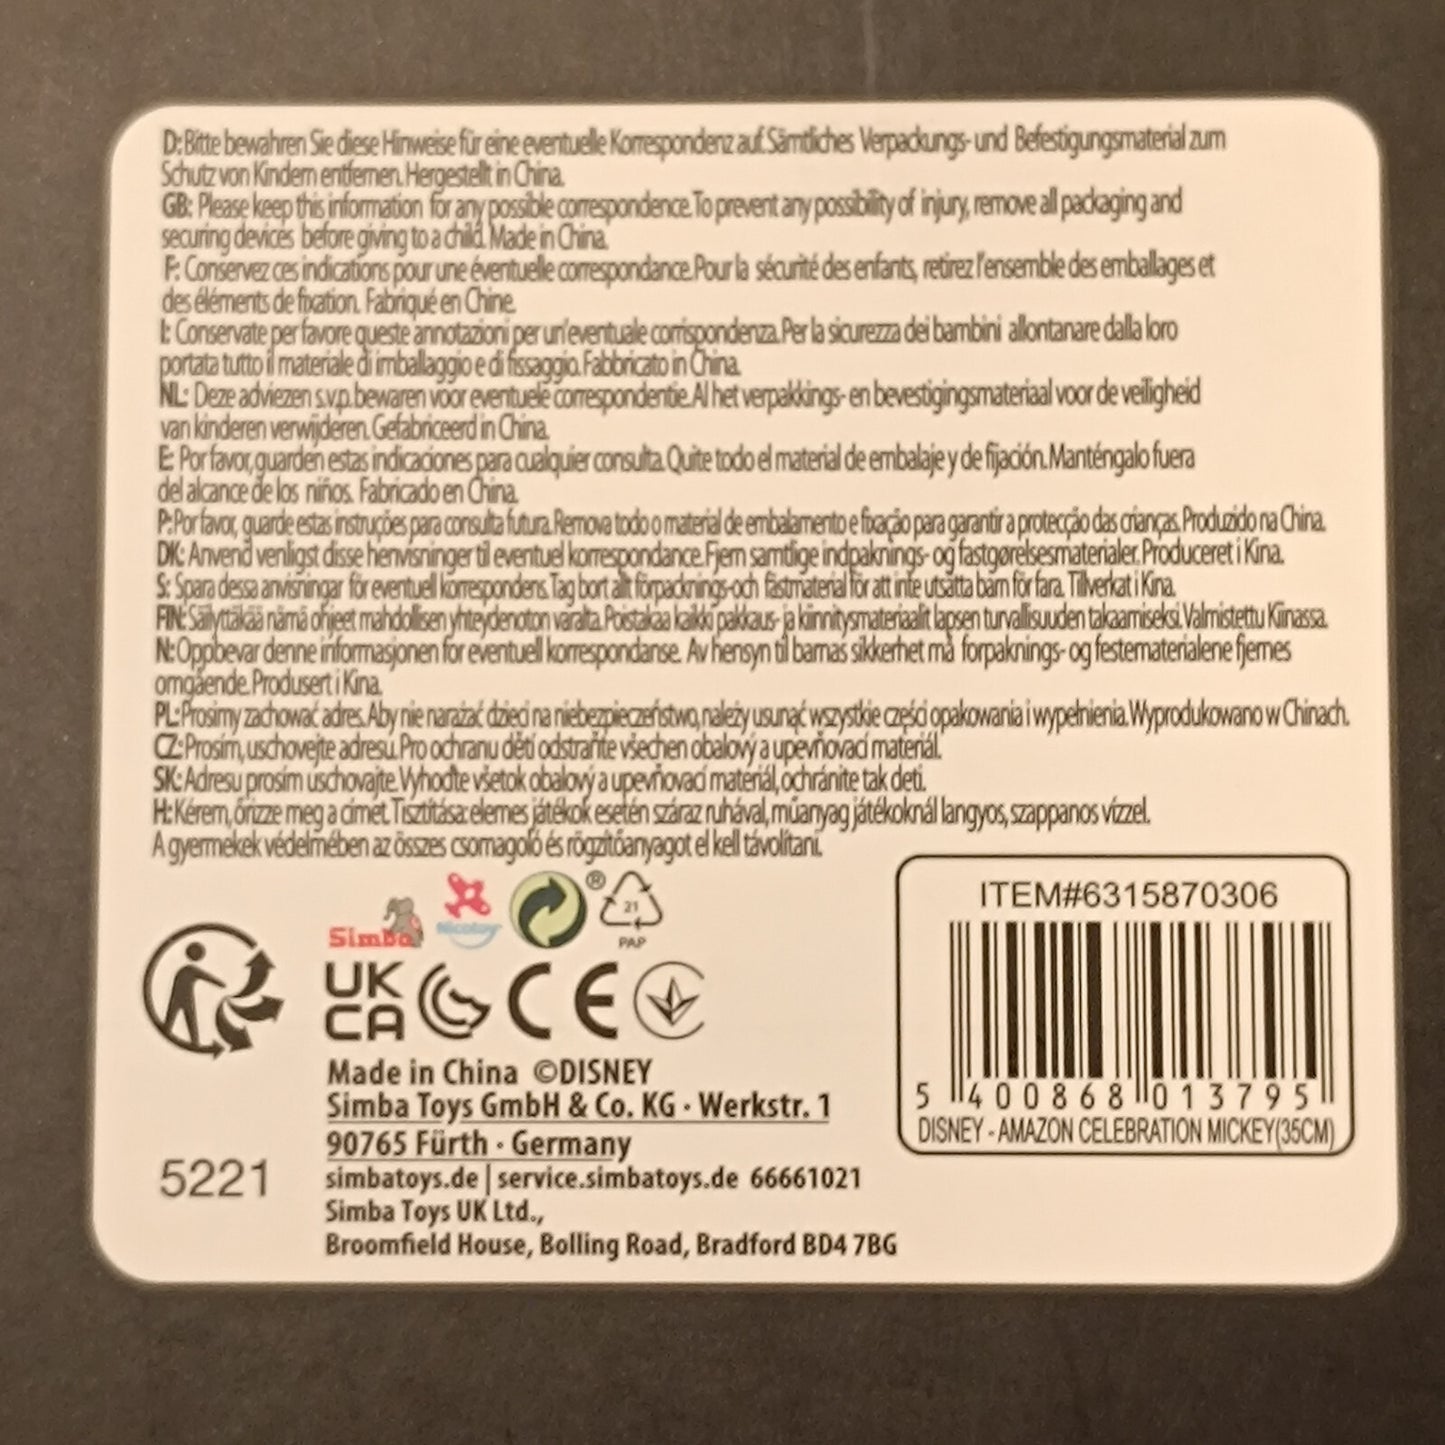 D:Bitte bewahren Sie diese Hinweise für eine eventuelle Korrespondenz auf.Sämtliches Verpackungs- und Befestigungsmaterial zum
Schutz von Kindern entfernen.Hergestellt in China.
GB: Please keep this information for any possible correspondence.To prevent any possibility of injury, remove all packaging and
securing devices before giving to a child. Made in China.
F: Conservez ces indications pour une éventuelle correspondance.Pour la sécurité des enfants, retirez l'ensemble des emballages et
des éléments de fixation. Fabriqué en Chine.
I: Conservate per favore queste annotazioni per un'eventuale corrispondenza.Per la sicurezza dei bambini allontanare dalla loro
portata tutto il materiale di imballaggio e di fissaggio.Fabbricato in China.
NL: Deze adviezen s.v.p.bewaren voor eventuele correspondentie.Al het verpakkings- en bevestigingsmateriaal voor de veiligheid
van kinderen verwijderen.Gefabriceerd in China.
E: Por favor,guarden estas indicaciones para cualquier consulta.Quite todo el material de embalaje y de fijación.Manténgalo fuera
del alcance de los niños. Fabricado en China.
P:Por favor, guarde estas instruções para consulta futura.Remova todo o material de embalamento e fixação para garantir a protecção das crianças.Produzido na China.
DK: Anvend venligst disse henvisninger til eventuel korrespondance.Fjern samtlige indpaknings- og fastgørelsesmaterialer.Produceret i Kina.
S: Spara dessa anvisningar för eventuell korrespondens.Tag bort allt förpacknings-och fästmaterial för att inte utsätta barn för fara. Tillverkat i Kina.
FIN: Säilyttäkää nämä ohjeet mahdollisen yhteydenoton varalta.Poistakaa kaikki pakkaus- ja kiinnitysmateriaalit lapsen turvallisuuden takaamiseksi.Valmistettu Kiinassa.
N:Oppbevar denne informasjonen for eventuell korrespondanse. Av hensyn til barnas sikkerhet må forpaknings- og festematerialene fjernes
omgående.Produsert i Kina.
PL:Prosimy zachować adres.Aby nie narażać dzieci na niebezpieczeństwo,należy usunąć wszystkie części opakowania i wypełnienia.Wyprodukowano w Chinach.
CZ:Prosím,uschovejte adresu.Pro ochranu dětí odstraňte všechen obalový a upevňovací materiál.
SK:Adresu prosím uschovajte.Vyhoďte všetok obalový a upevňovací materiál,ochránite tak deti.
H:Kérem,őrizze meg a címet.Tisztítása:elemes játékok esetén száraz ruhával,műanyag játékoknál langyos,szappanos vízzel.
A gyermekek védelmében az összes csomagoló és rögzítőanyagot el kell távolítani.
Simba Nicotoy ® 21
PAP
UK
CA CE
Made in China ©DISNEY
Simba Toys GmbH & Co. KG · Werkstr. 1
90765 Fürth · Germany
simbatoys.de | service.simbatoys.de 66661021
Simba Toys UK Ltd.,
Broomfield House, Bolling Road, Bradford BD4 7BG
5221
ITEM#6315870306
5 400868 013795
DISNEY - AMAZON CELEBRATION MICKEY(35CM)